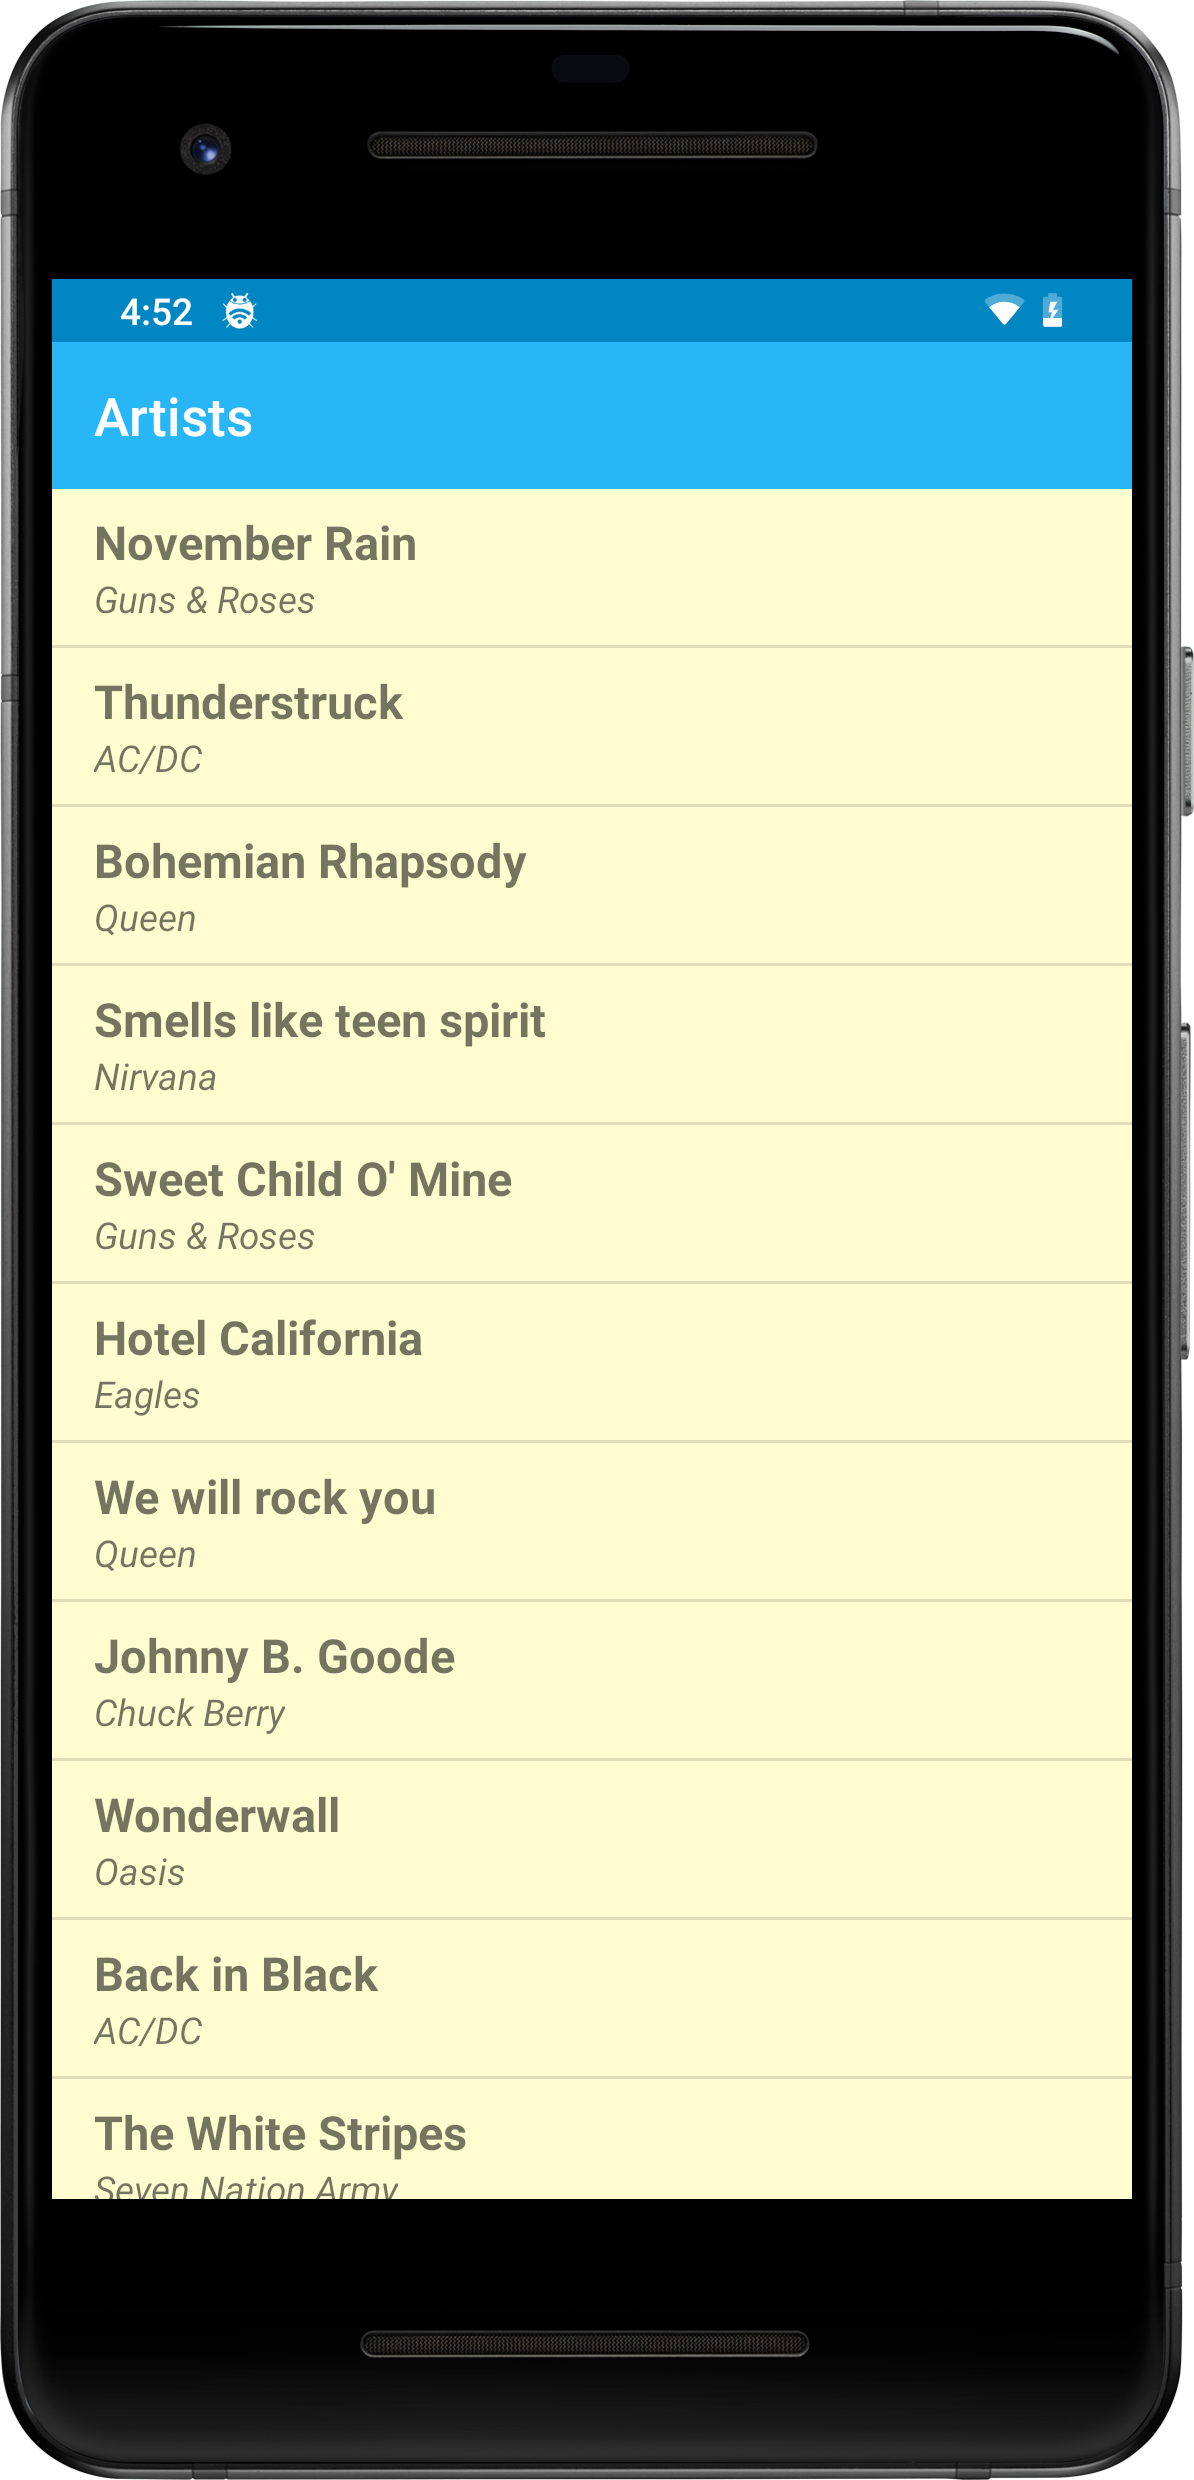 4:52
Artists
November Rain
Guns & Roses
Thunderstruck
AC/DC
Bohemian Rhapsody
Queen
Smells like teen spirit
Nirvana
Sweet Child O' Mine
Guns & Roses
Hotel California
Eagles
We will rock you
Queen
Johnny B. Goode
Chuck Berry
Wonderwall
Oasis
Back in Black
AC/DC
The White Stripes
Seven Nation Army